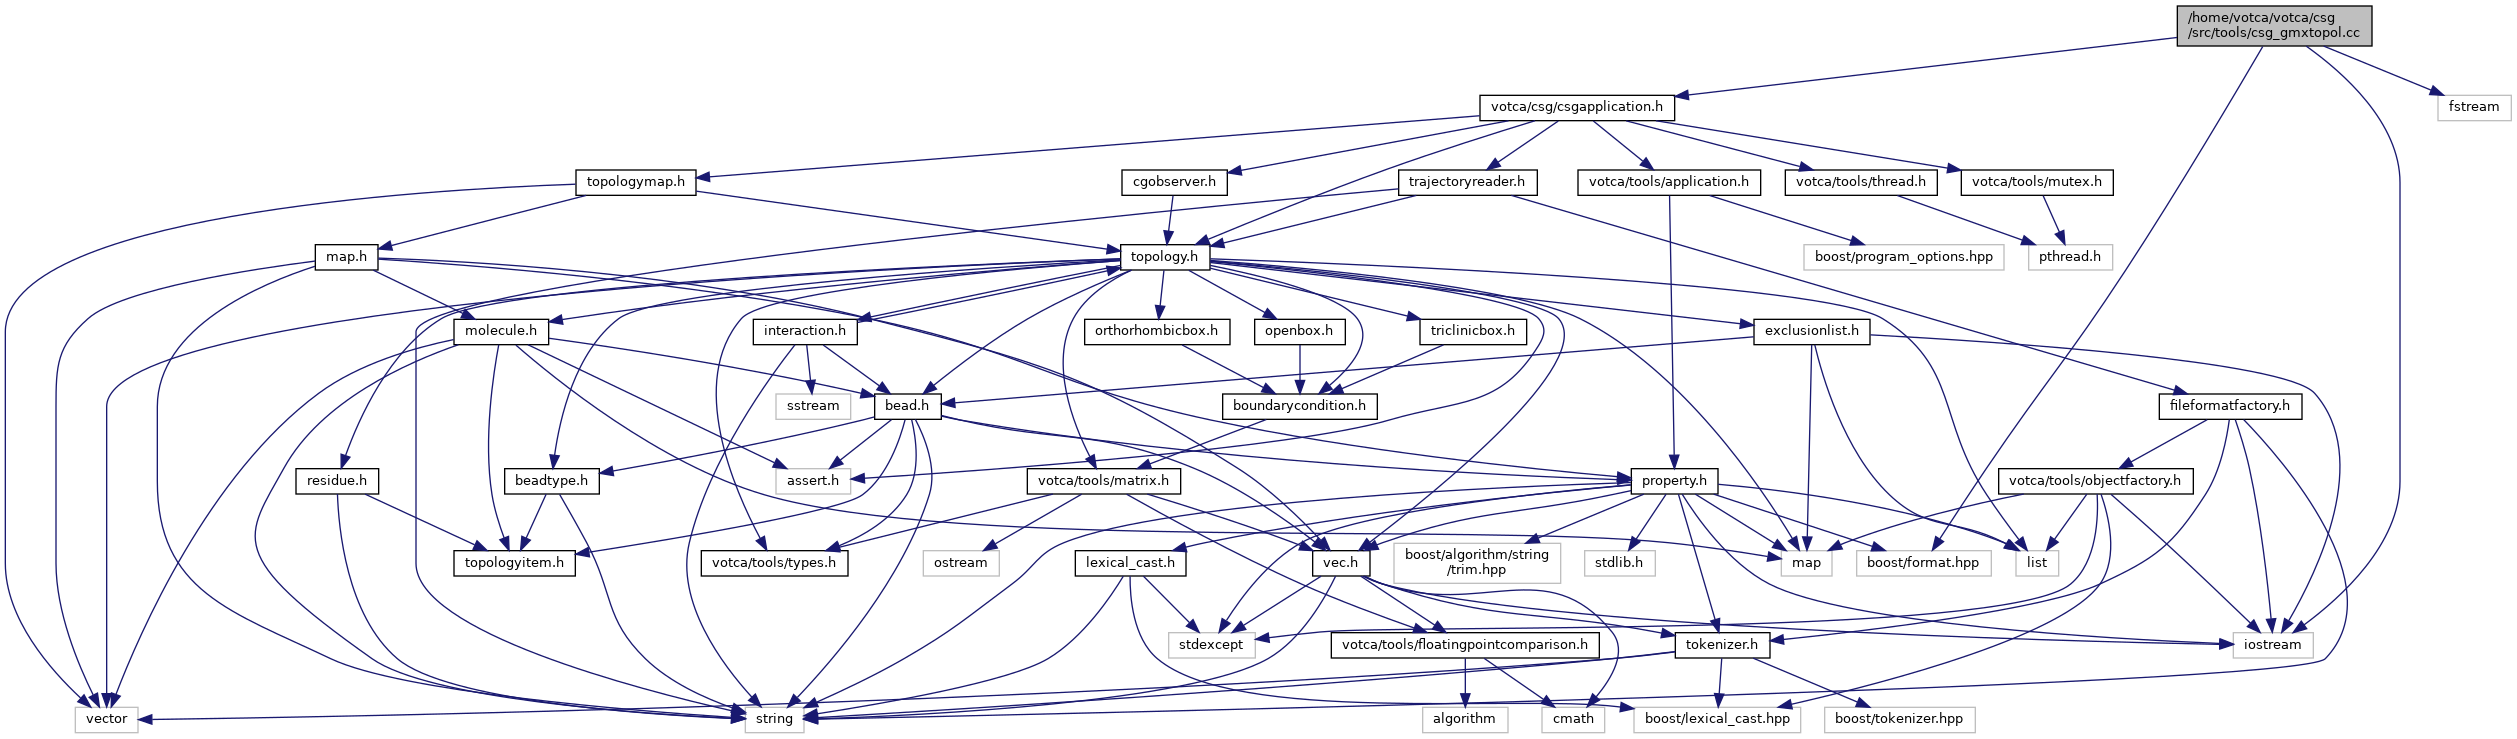 /home/votca/votca/csg
/src/tools/csg_gmxtopol.cc
votca/csg/csgapplication.h
fstream
topologymap.h
cgobserver.h
trajectoryreader.h
votca/tools/application.h
votca/tools/thread.h
votca/tools/mutex.h
map.h
topology.h
boost/program_options.hpp
pthread.h
molecule.h
interaction.h
orthorhombicbox.h
openbox.h
triclinicbox.h
exclusionlist.h
sstream
bead.h
boundarycondition.h
fileformatfactory.h
residue.h
beadtype.h
assert.h
votca/tools/matrix.h
property.h
votca/tools/objectfactory.h
topologyitem.h
votca/tools/types.h
ostream
lexical_cast.h
vec.h
boost/algorithm/string
/trim.hpp
stdlib.h
map
boost/format.hpp
list
stdexcept
votca/tools/floatingpointcomparison.h
tokenizer.h
iostream
vector
string
algorithm
cmath
boost/lexical_cast.hpp
boost/tokenizer.hpp